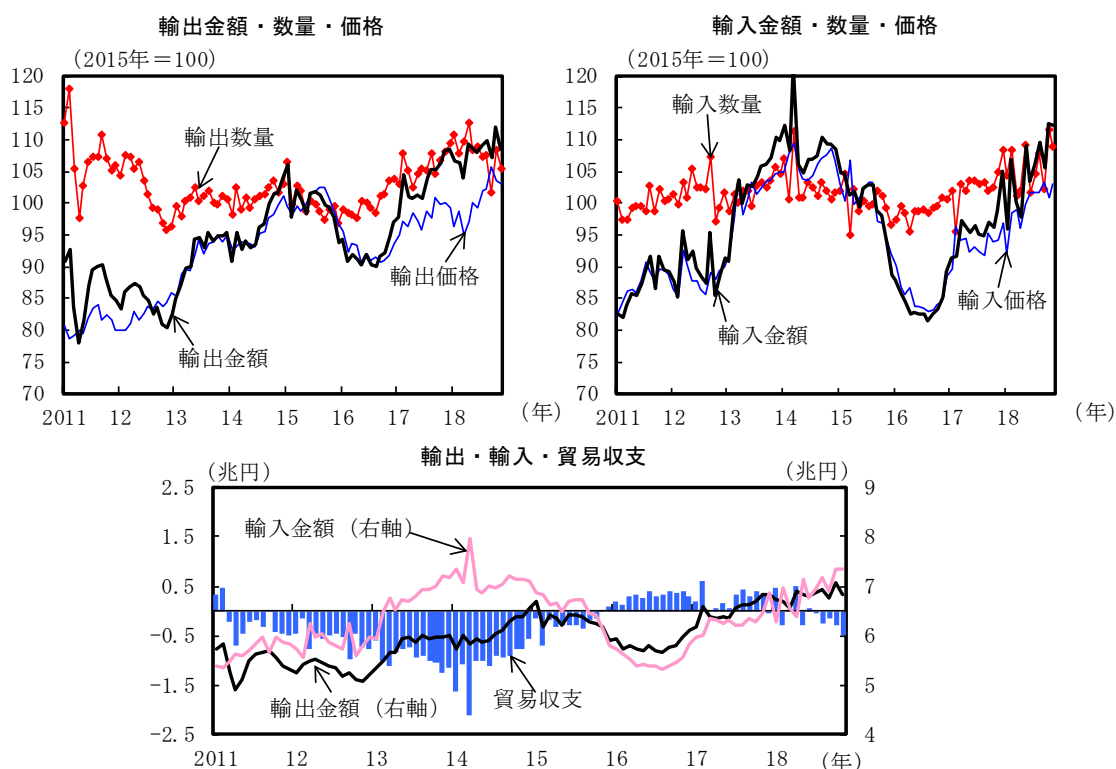 輸出金額・数量・価格
(2015年=100)
120
115
110
105
100
95
90
85
80
75
70
輸出数量
輸出価格
輸出金額
2011 12 13 14 15 16 17 18 (年)
輸入金額・数量・価格
(2015年=100)
120
115
110
105
100
95
90
85
80
75
70
輸入数量
輸入価格
輸入金額
2011 12 13 14 15 16 17 18 (年)
輸出・輸入・貿易収支
(兆円) (兆円)
2.5
1.5
0.5
-0.5
-1.5
-2.5
輸入金額(右軸)
輸出金額(右軸)
貿易収支
9
8
7
6
5
4
2011 12 13 14 15 16 17 18 (年)